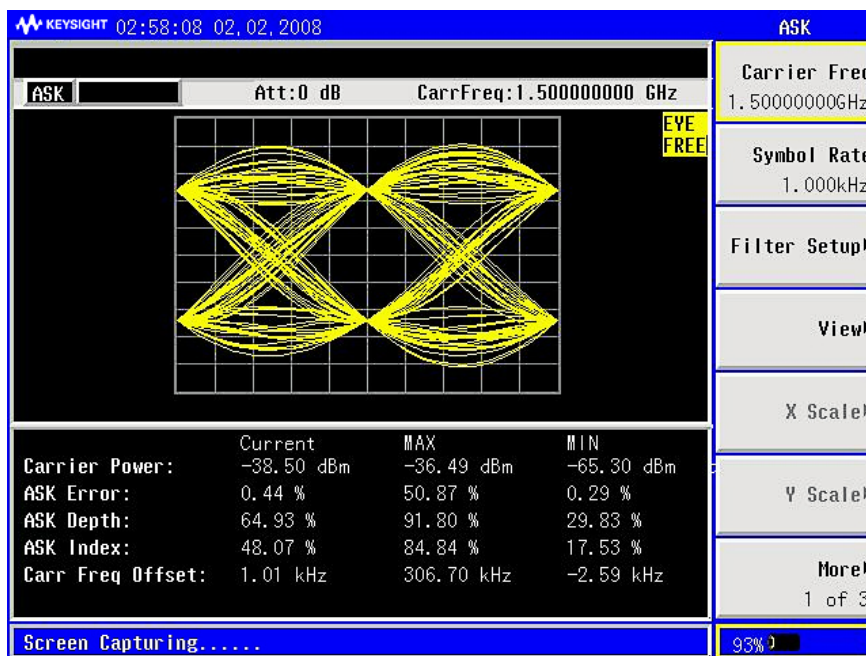 KEYSIGHT 02:58:08 02,02,2008 ASK
ASK Att:0 dB CarrFreq:1.500000000 GHz
EYE
FREE
Carrier Freq
1.50000000GHz
Symbol Rate
1.000kHz
Filter Setup
View
X Scale
Y Scale
More
1 of 3
Current MAX MIN
Carrier Power: -38.50 dBm -36.49 dBm -65.30 dBm
ASK Error: 0.44 % 50.87 % 0.29 %
ASK Depth: 64.93 % 91.80 % 29.83 %
ASK Index: 48.07 % 84.84 % 17.53 %
Carr Freq Offset: 1.01 kHz 306.70 kHz -2.59 kHz
Screen Capturing......
93%